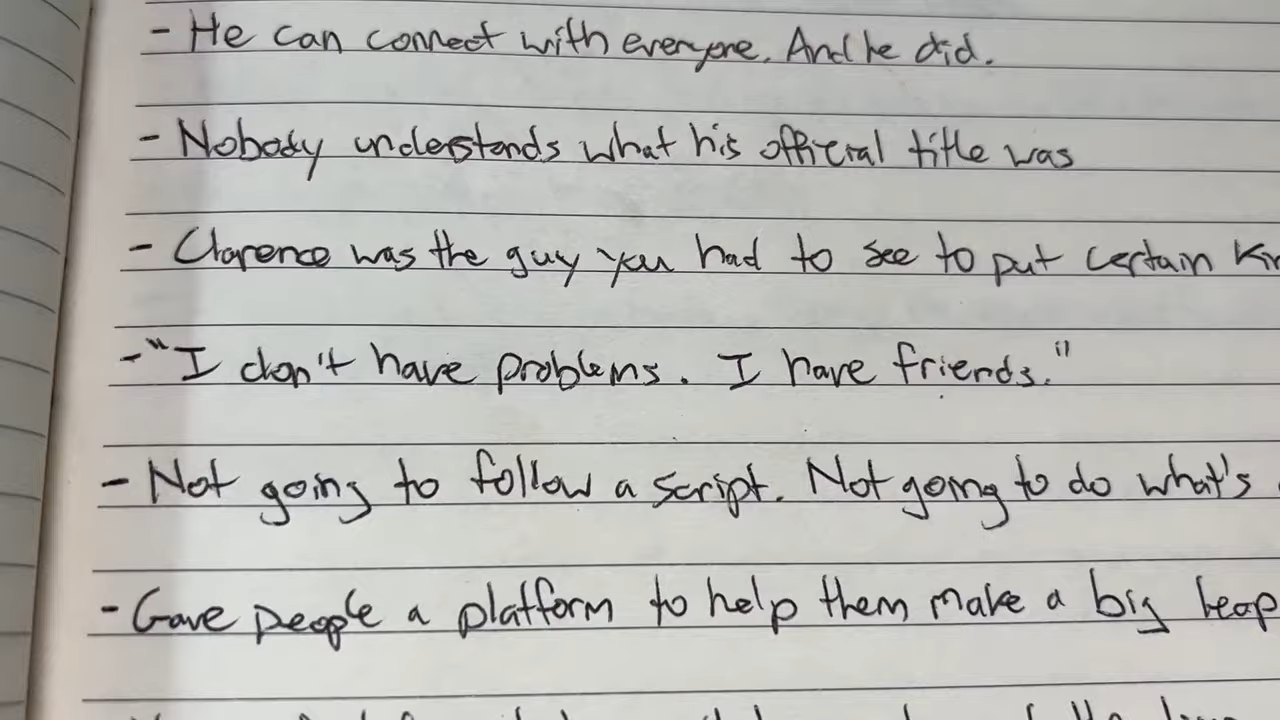 - He can connect with everyone. And he did.
- Nobody understands what his official title was
- Clarence was the guy you had to see to put certain
- "I don't have problems. I have friends."
- Not going to follow a script. Not going to do what's
- Gave people a platform to help them make a big leap